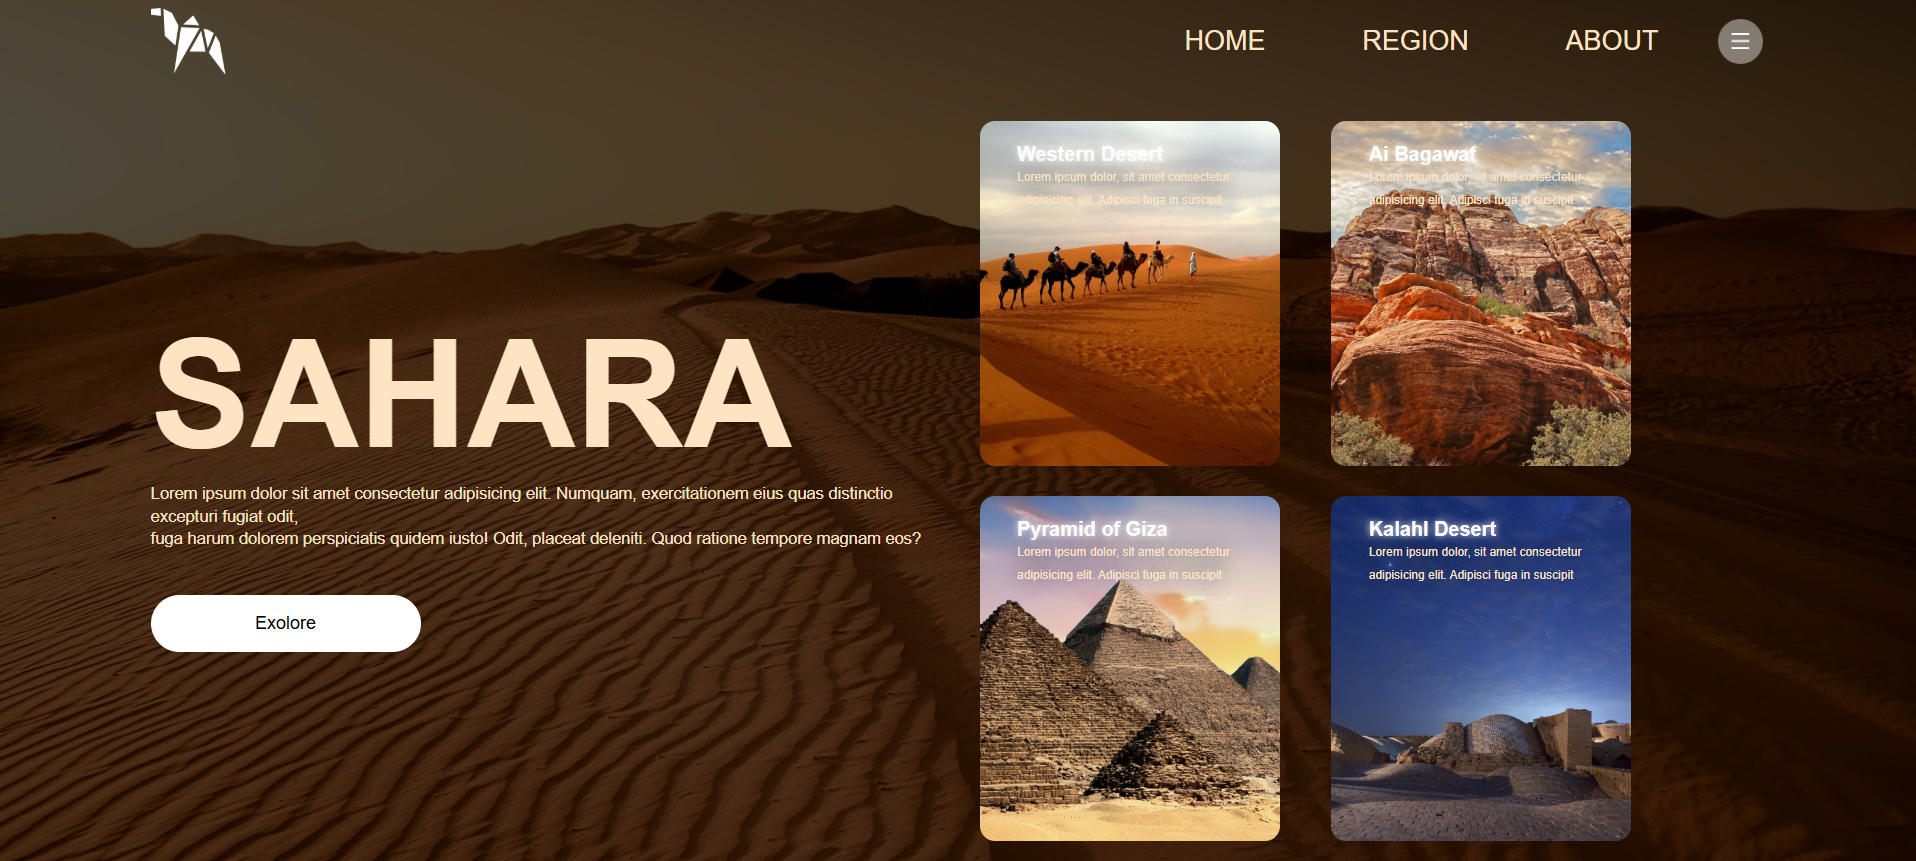 HOME REGION ABOUT
SAHARA
Lorem ipsum dolor sit amet consectetur adipisicing elit. Numquam, exercitationem eius quas distinctio
excepturi fugiat odit,
fuga harum dolorem perspiciatis quidem iusto! Odit, placeat deleniti. Quod ratione tempore magnam eos?
Exolore
Western Desert
Lorem ipsum dolor, sit amet consectetur
adipisicing elit. Adipisci fuga in suscipit
Ai Bagawaf
Lorem ipsum dolor, sit amet consectetur
adipisicing elit. Adipisci fuga in suscipit
Pyramid of Giza
Lorem ipsum dolor, sit amet consectetur
adipisicing elit. Adipisci fuga in suscipit
Kalahl Desert
Lorem ipsum dolor, sit amet consectetur
adipisicing elit. Adipisci fuga in suscipit